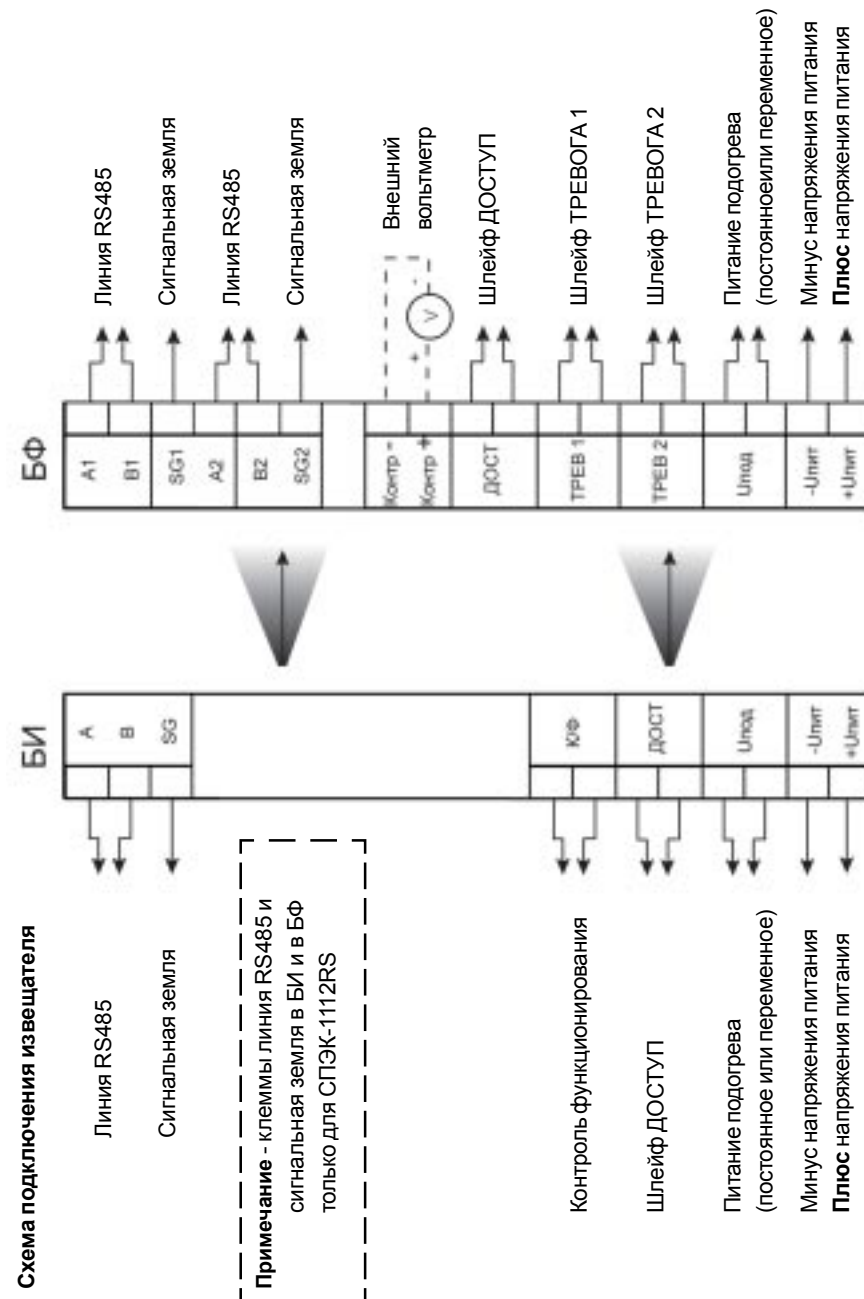 Схема подключения извещателя
БИ
БФ
Линия RS485
Сигнальная земля
Примечание - клеммы линия RS485 и
сигнальная земля в БИ и в БФ
только для СПЭК-1112RS
Контроль функционирования
Шлейф ДОСТУП
Питание подогрева
(постоянное или переменное)
Минус напряжения питания
Плюс напряжения питания
A
B
SG
КФ
ДОСТ
Uпод
-Uпит
+Uпит
A1
B1
SG1
A2
B2
SG2
Контр -
Контр +
ДОСТ
ТРЕВ 1
ТРЕВ 2
Uпод
-Uпит
+Uпит
Линия RS485
Сигнальная земля
Линия RS485
Сигнальная земля
+
V
-
Внешний
вольтметр
Шлейф ДОСТУП
Шлейф ТРЕВОГА 1
Шлейф ТРЕВОГА 2
Питание подогрева
(постоянноеили переменное)
Минус напряжения питания
Плюс напряжения питания